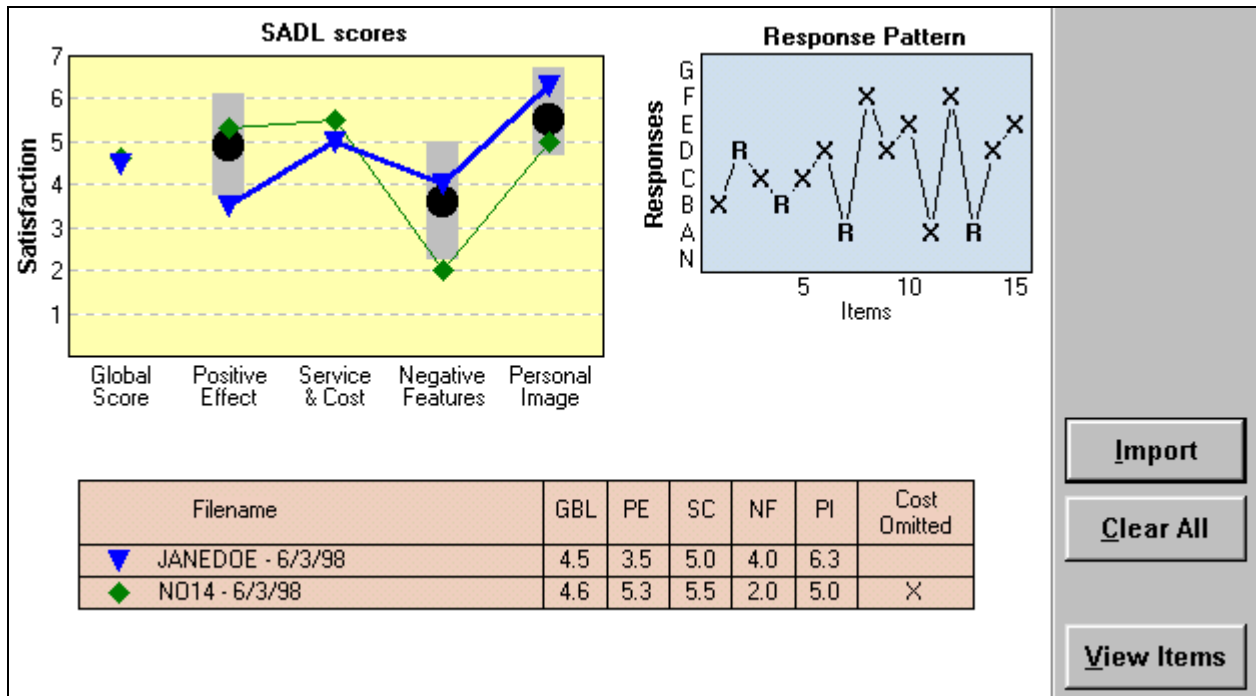 SADL scores
7
6
5
4
3
2
1
Satisfaction
Global Score
Positive Effect
Service & Cost
Negative Features
Personal Image
Response Pattern
G
F
E
D
C
B
A
N
Responses
X R X R X X R X X X X X R X X
5 10 15
Items
Filename GBL PE SC NF PI Cost Omitted
JANEDOE - 6/3/98 4.5 3.5 5.0 4.0 6.3
NO14 - 6/3/98 4.6 5.3 5.5 2.0 5.0 X
Import
Clear All
View Items